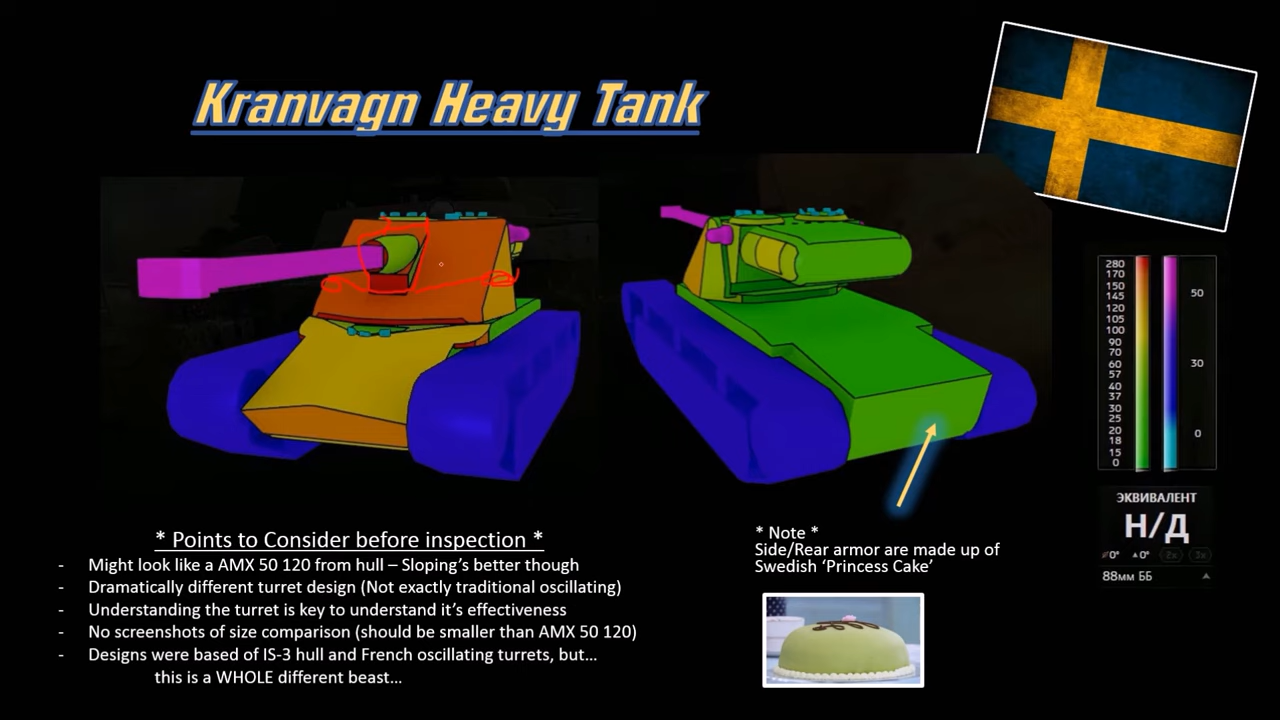 Kranvagn Heavy Tank
280
170
150
145
120
105
100
90
70
60
57
40
37
30
25
20
18
15
0
50
30
0
ЭКВИВАЛЕНТ
Н/Д
0° 0° 2x 3x
88мм ББ
* Points to Consider before inspection *
- Might look like a AMX 50 120 from hull – Sloping's better though
- Dramatically different turret design (Not exactly traditional oscillating)
- Understanding the turret is key to understand it's effectiveness
- No screenshots of size comparison (should be smaller than AMX 50 120)
- Designs were based of IS-3 hull and French oscillating turrets, but...
this is a WHOLE different beast...
* Note *
Side/Rear armor are made up of
Swedish 'Princess Cake'